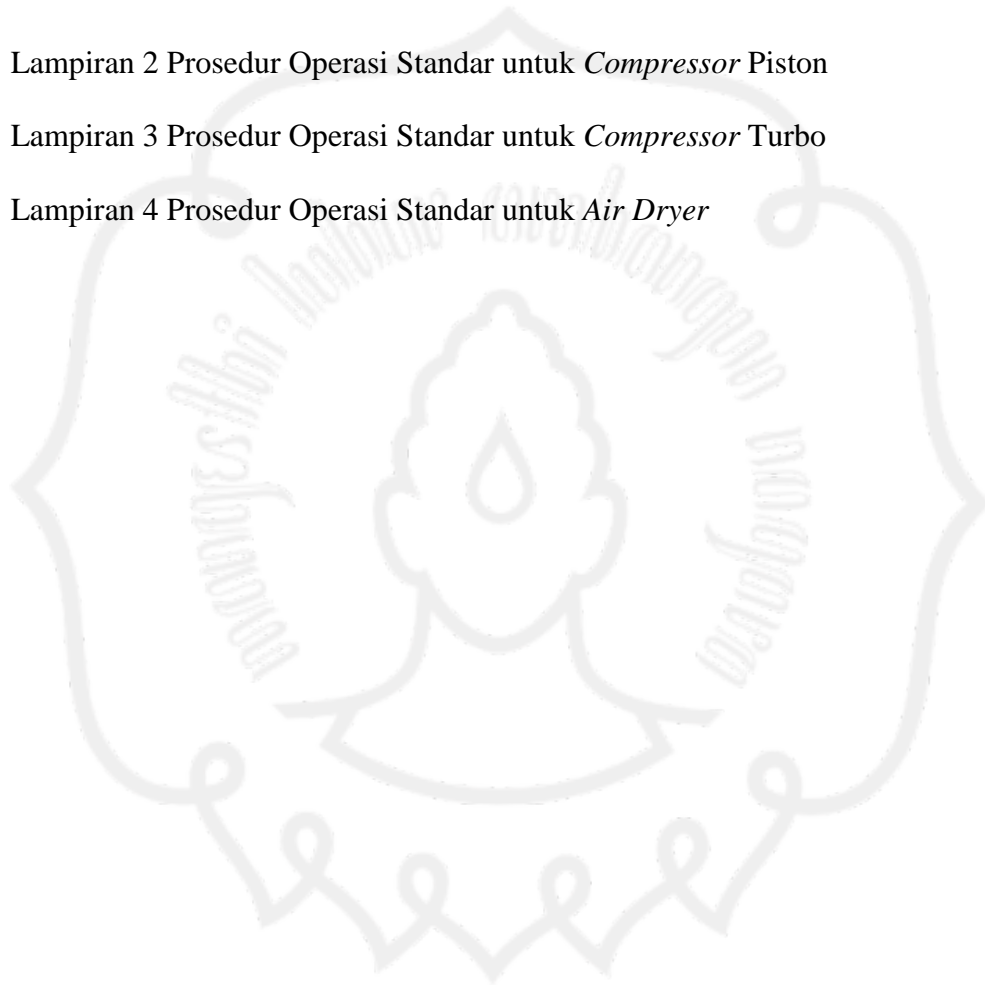 Lampiran 2 Prosedur Operasi Standar untuk Compressor Piston
Lampiran 3 Prosedur Operasi Standar untuk Compressor Turbo
Lampiran 4 Prosedur Operasi Standar untuk Air Dryer